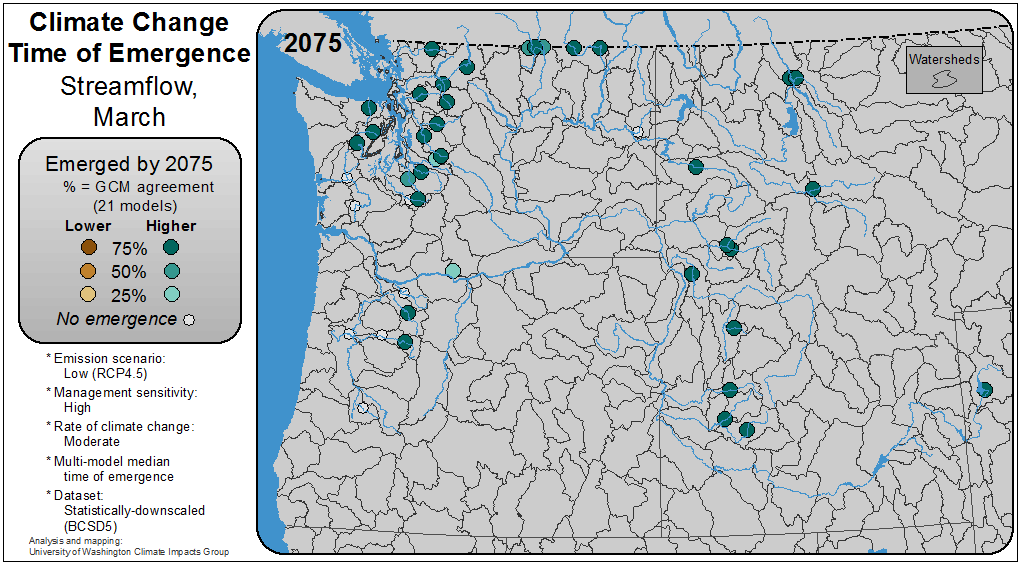 Climate Change
Time of Emergence
Streamflow,
March
Emerged by 2075
% = GCM agreement
(21 models)
Lower Higher
75%
50%
25%
No emergence
* Emission scenario:
Low (RCP4.5)
* Management sensitivity:
High
* Rate of climate change:
Moderate
* Multi-model median
time of emergence
* Dataset:
Statistically-downscaled
(BCSD5)
Analysis and mapping:
University of Washington Climate Impacts Group
2075
Watersheds